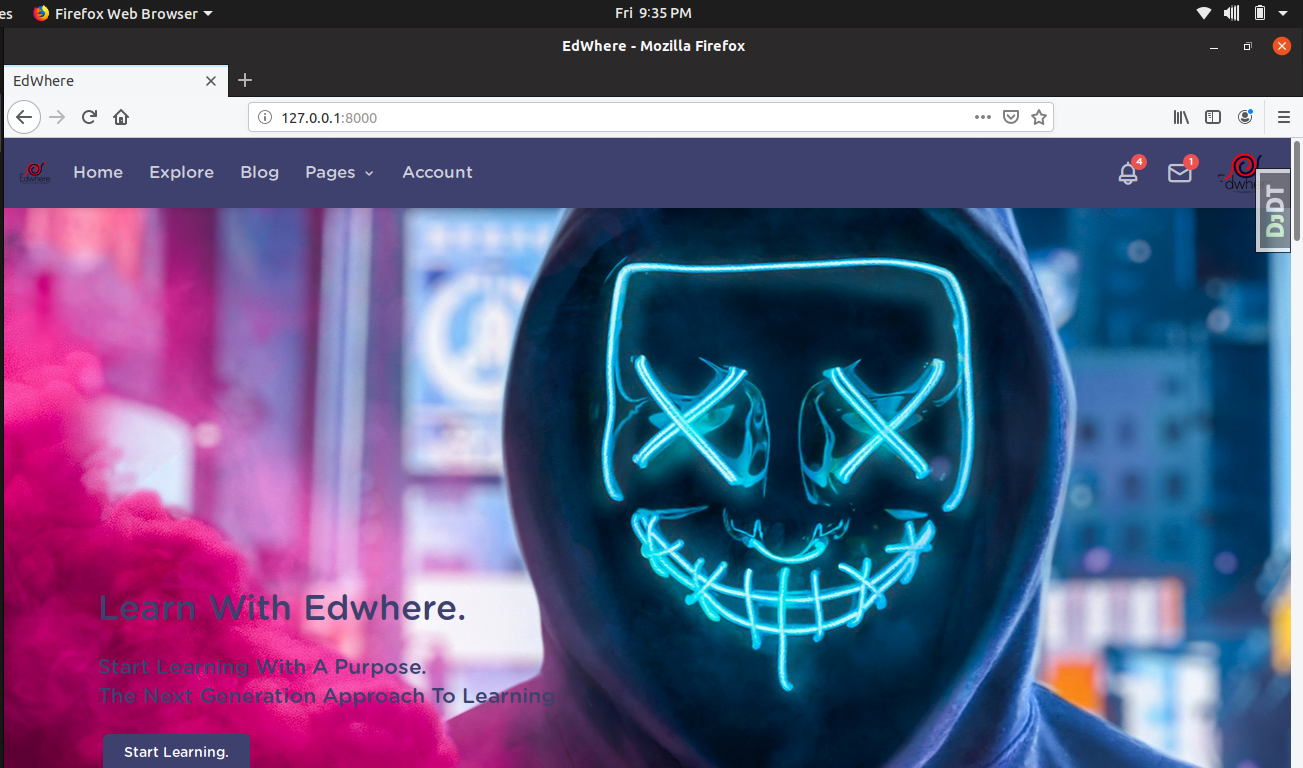 es Firefox Web Browser Fri 9:35 PM
EdWhere - Mozilla Firefox
EdWhere
127.0.0.1:8000
Edwhere Home Explore Blog Pages Account 4 1
DjDT
Learn With Edwhere.
Start Learning With A Purpose.
The Next Generation Approach To Learning.
Start Learning.